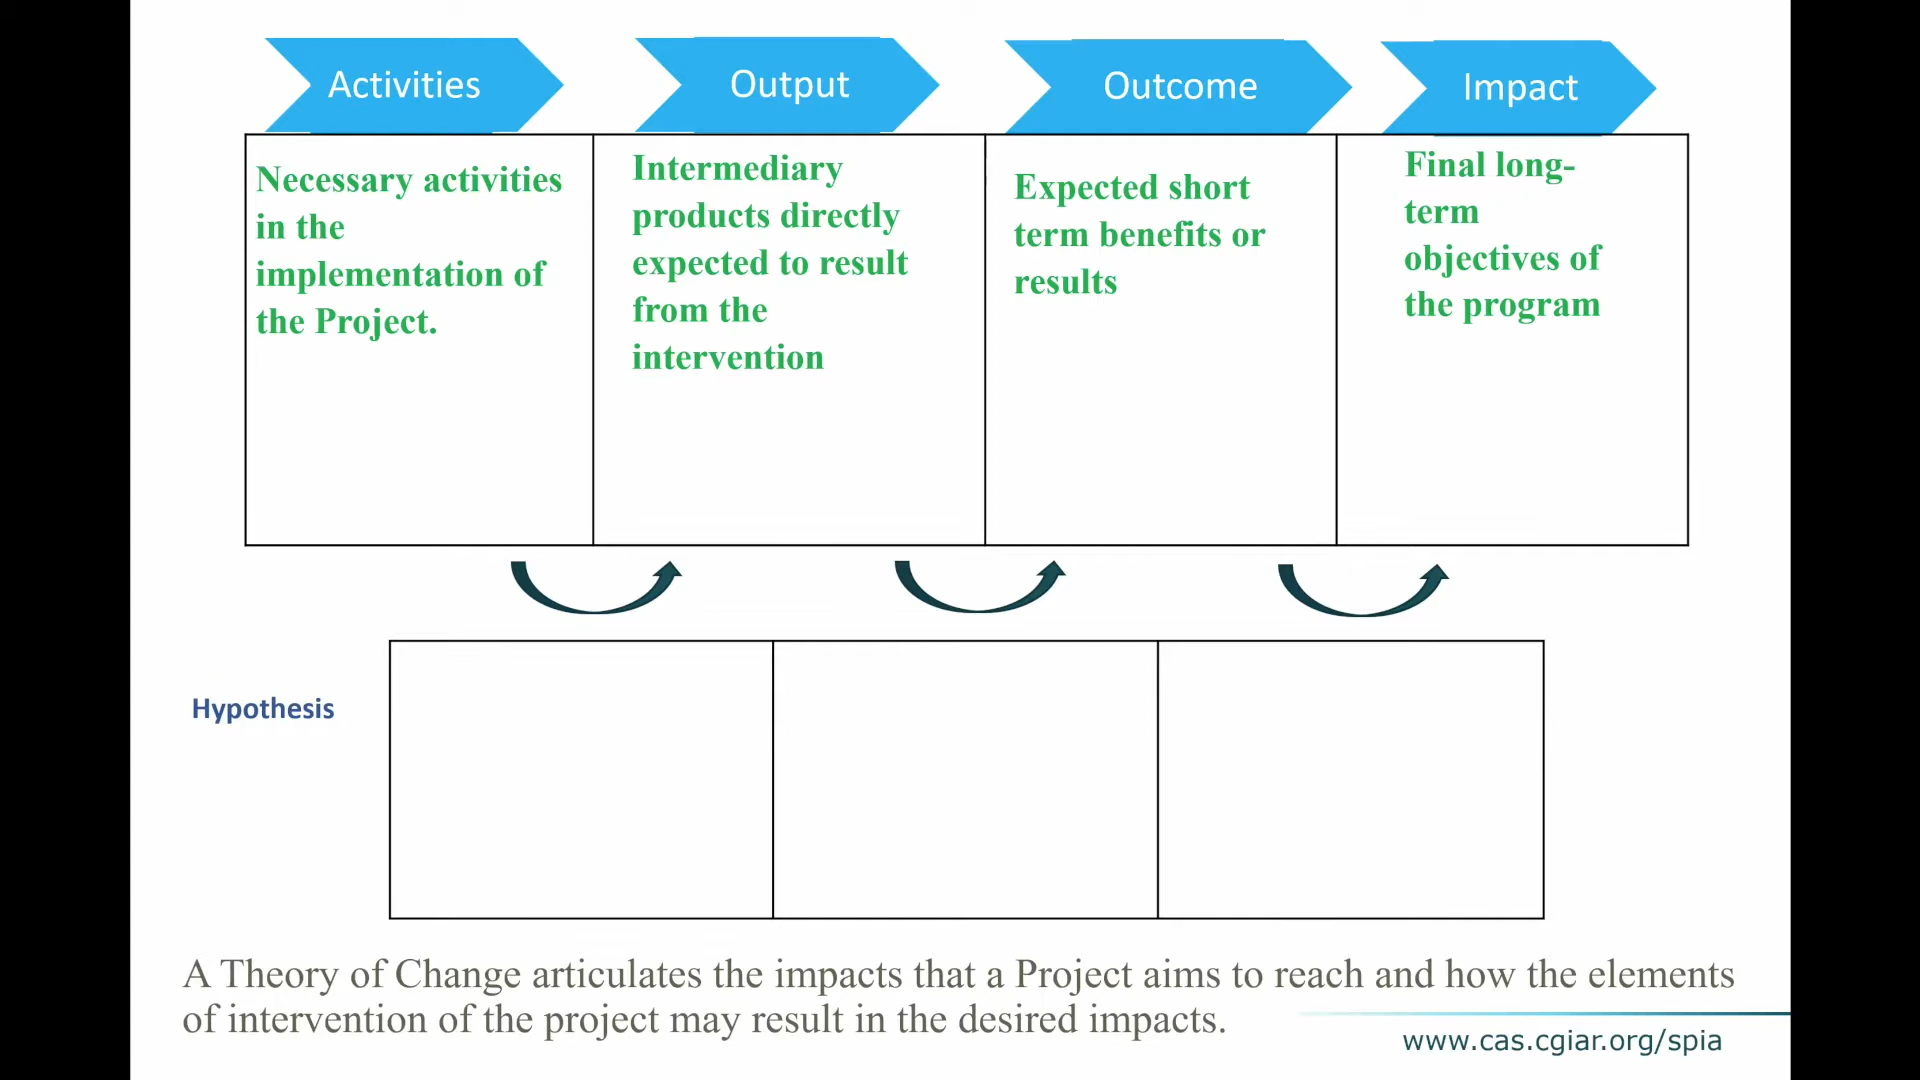 Activities
Output
Outcome
Impact
Necessary activities
in the
implementation of
the Project.
Intermediary
products directly
expected to result
from the
intervention
Expected short
term benefits or
results
Final long-
term
objectives of
the program
Hypothesis
A Theory of Change articulates the impacts that a Project aims to reach and how the elements
of intervention of the project may result in the desired impacts.
www.cas.cgiar.org/spia